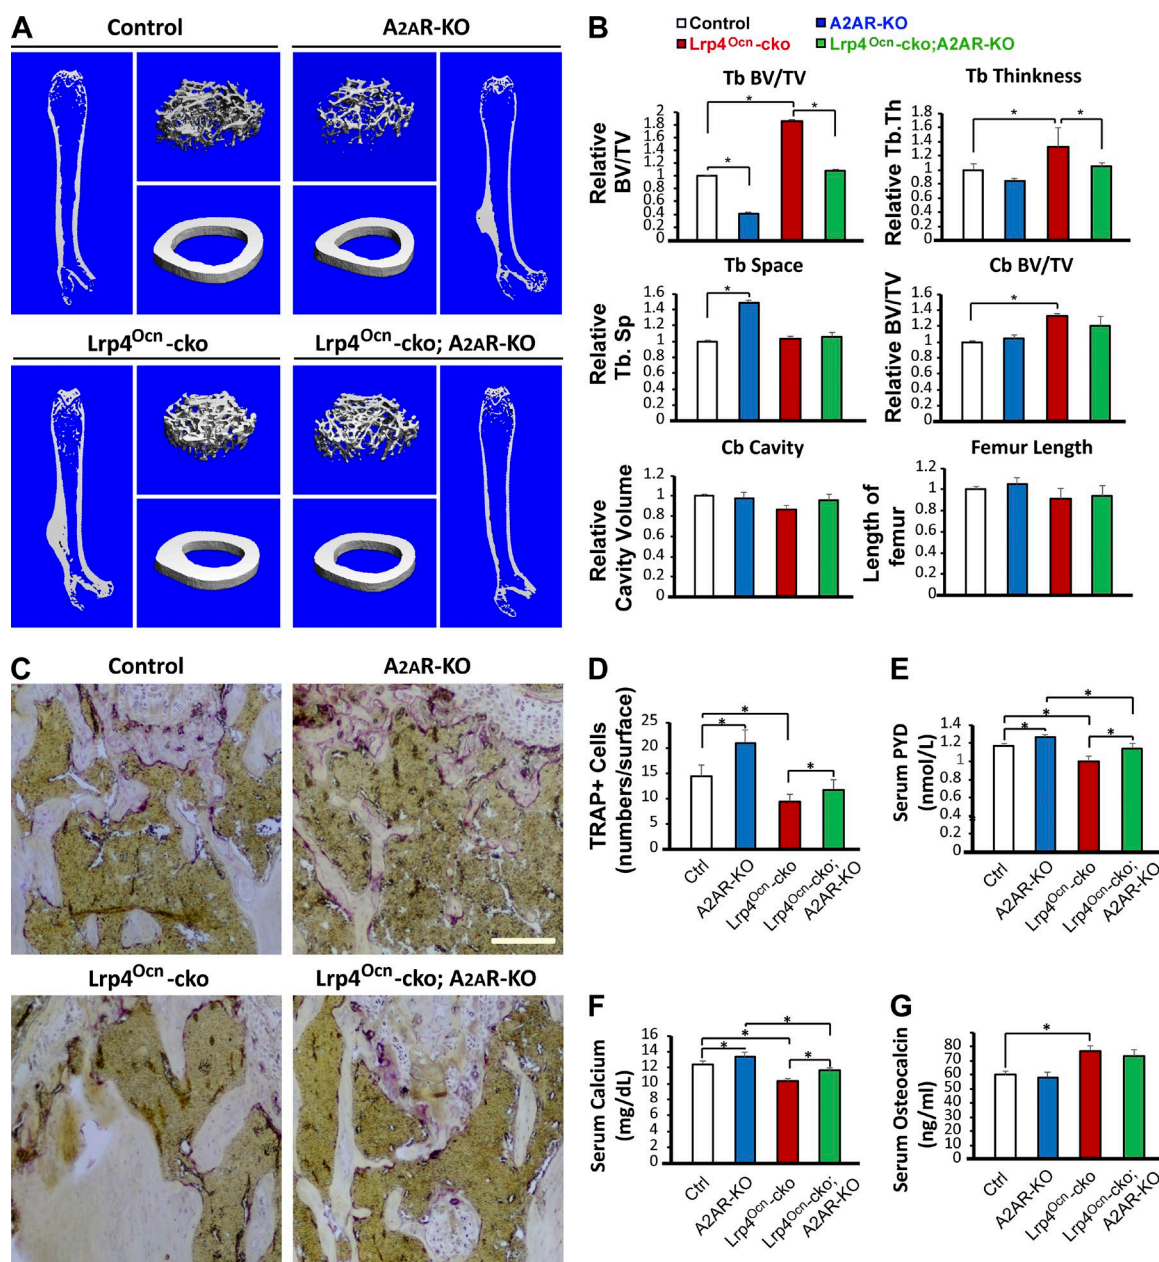 A
Control
A2AR-KO
Lrp4Ocn-cko
Lrp4Ocn-cko; A2AR-KO
B
Control
A2AR-KO
Lrp4Ocn-cko
Lrp4Ocn-cko;A2AR-KO
Tb BV/TV
Relative
BV/TV
2
1.8
1.6
1.4
1.2
1
0.8
0.6
0.4
0.2
0
*
*
*
Tb Thinkness
Relative Tb.Th
1.8
1.6
1.4
1.2
1
0.8
0.6
0.4
0.2
0
*
*
Tb Space
Relative
Tb. Sp
1.6
1.4
1.2
1
0.8
0.6
0.4
0.2
0
*
Cb BV/TV
Relative BV/TV
1.6
1.4
1.2
1
0.8
0.6
0.4
0.2
0
*
Cb Cavity
Relative
Cavity Volume
1.2
1
0.8
0.6
0.4
0.2
0
Femur Length
Length of
femur
1.2
1
0.8
0.6
0.4
0.2
0
C
Control
A2AR-KO
Lrp4Ocn-cko
Lrp4Ocn-cko; A2AR-KO
D
TRAP+ Cells
(numbers/surface)
25
20
15
10
5
0
*
*
*
Ctrl
A2AR-KO
Lrp4Ocn-cko
Lrp4Ocn-cko;
A2AR-KO
E
Serum PYD
(nmol/L)
1.4
1.2
1
0.8
0.6
0.4
0.2
0
*
*
*
*
Ctrl
A2AR-KO
Lrp4Ocn-cko
Lrp4Ocn-cko;
A2AR-KO
F
Serum Calcium
(mg/dL)
16
14
12
10
8
6
4
2
0
*
*
*
*
Ctrl
A2AR-KO
Lrp4Ocn-cko
Lrp4Ocn-cko;
A2AR-KO
G
Serum Osteocalcin
(ng/ml)
80
70
60
50
40
30
20
10
0
*
Ctrl
A2AR-KO
Lrp4Ocn-cko
Lrp4Ocn-cko;
A2AR-KO